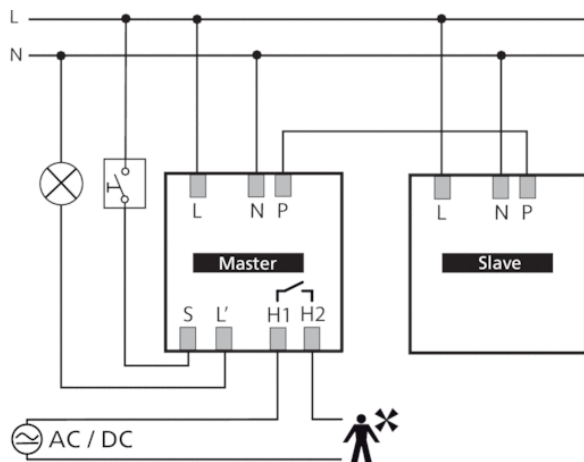 L
N
L N P
L N P
Master
Slave
S L’ H1 H2
AC / DC